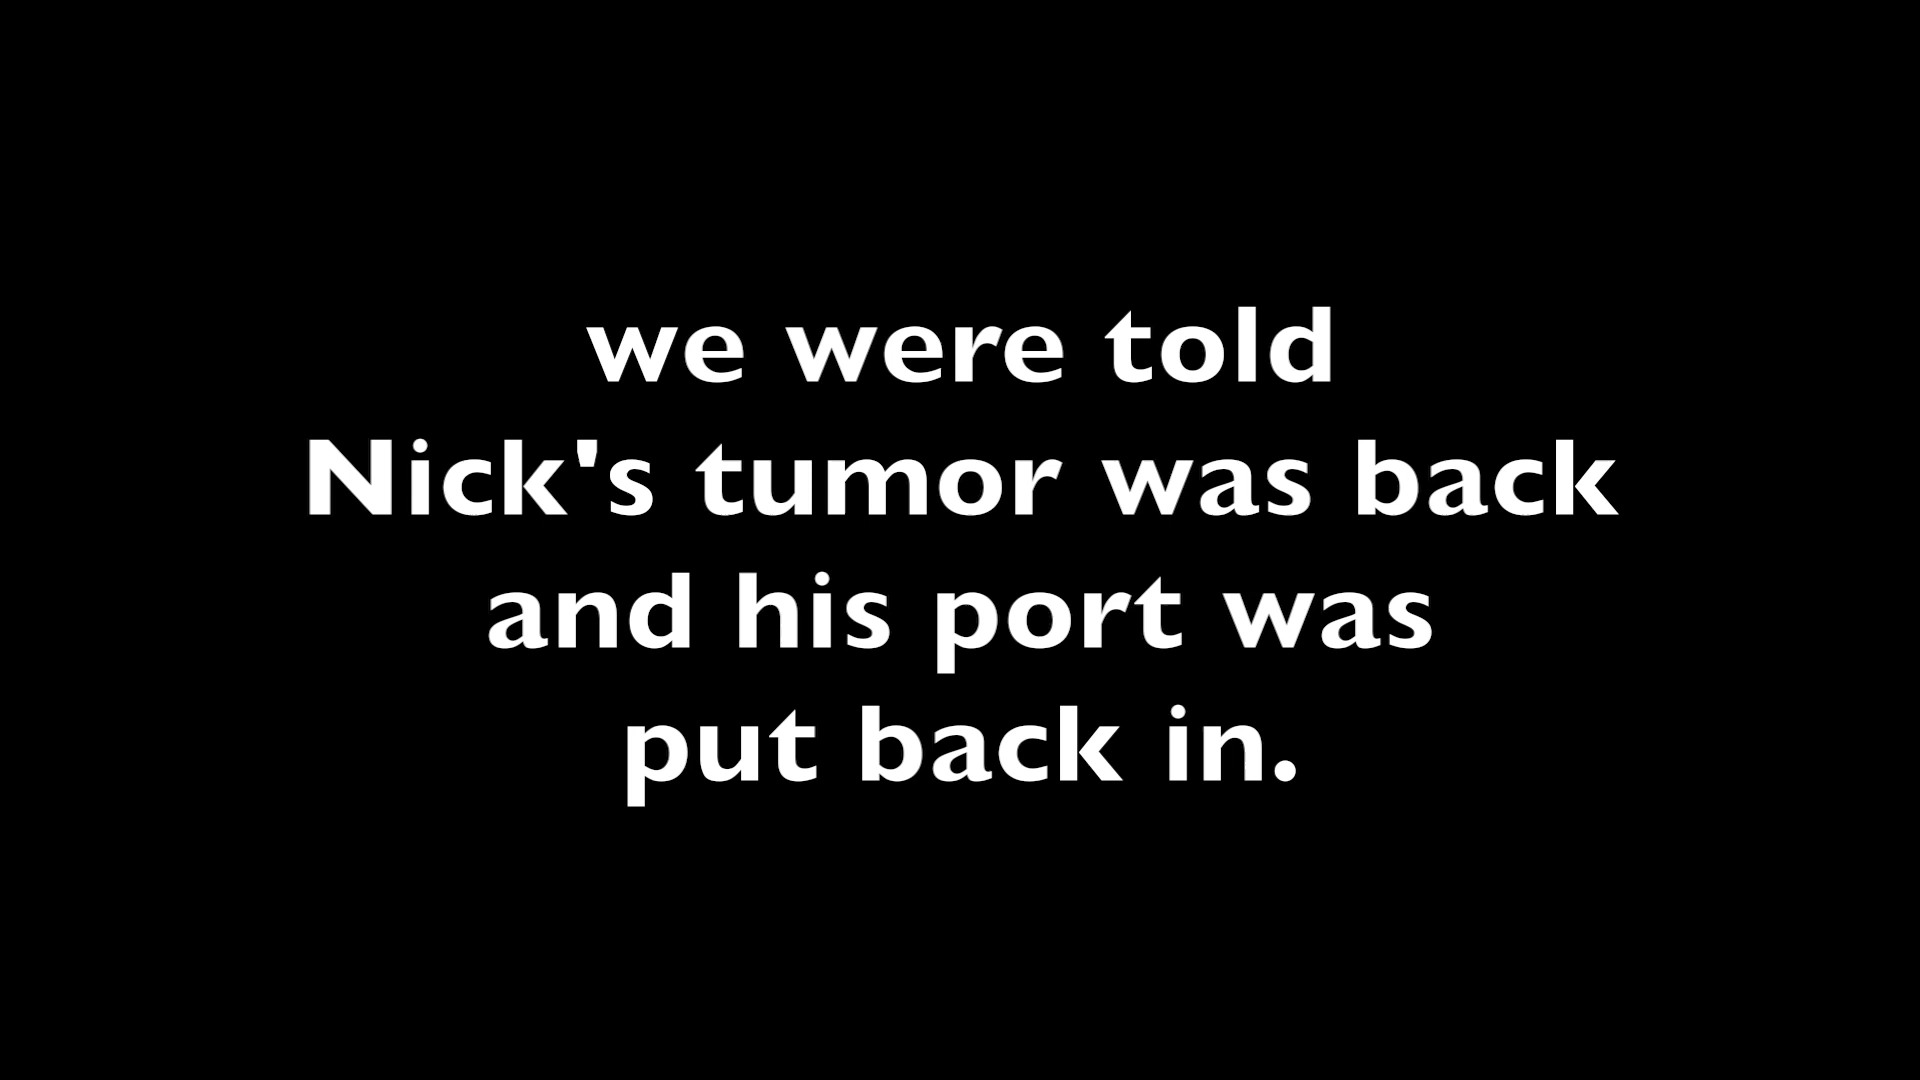 we were told
Nick's tumor was back
and his port was
put back in.